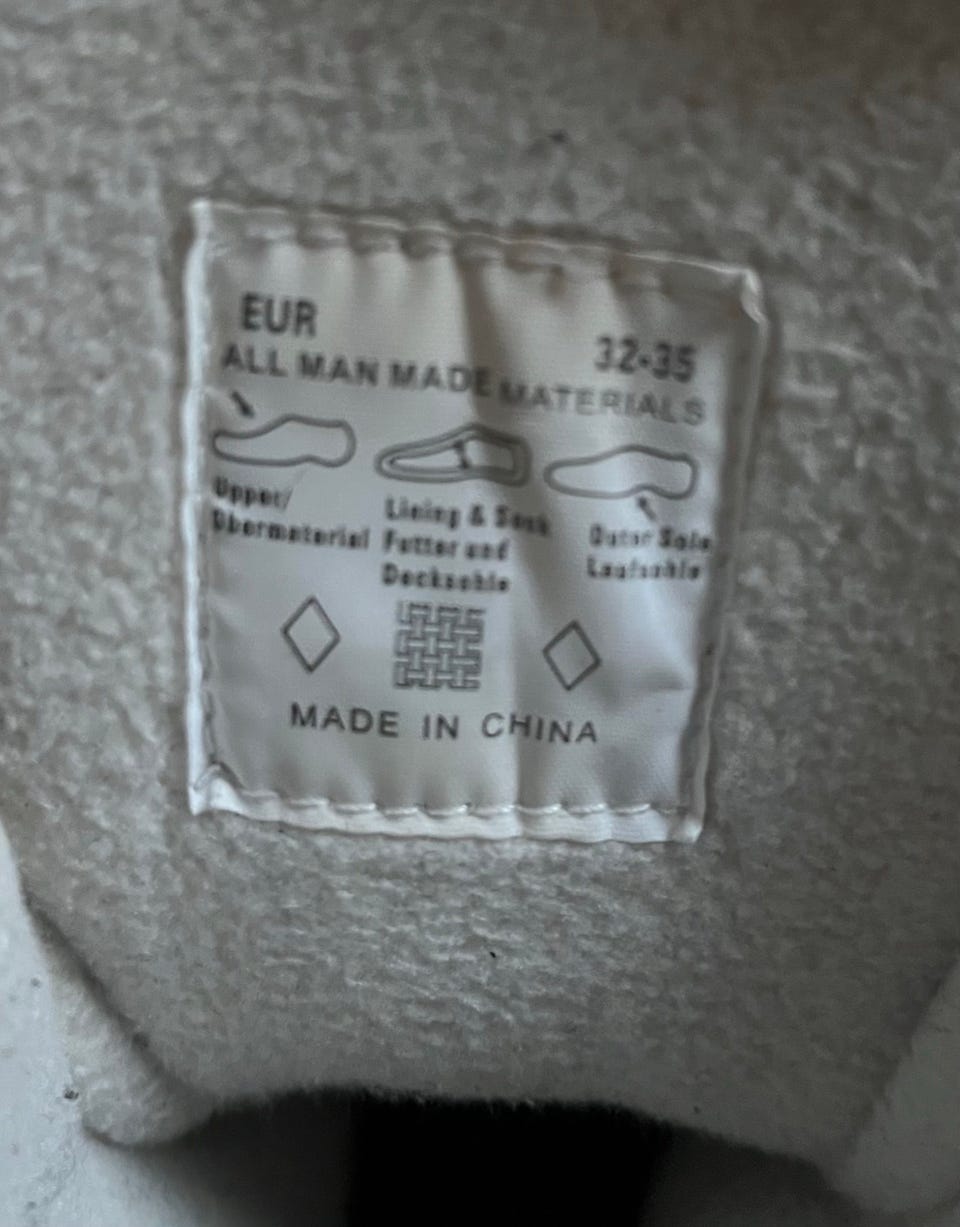 EUR 32-35
ALL MAN MADE MATERIALS
Upper/ Lining & Sock Outer Sole
Obermaterial Futter und Laufsohle
Decksohle
MADE IN CHINA